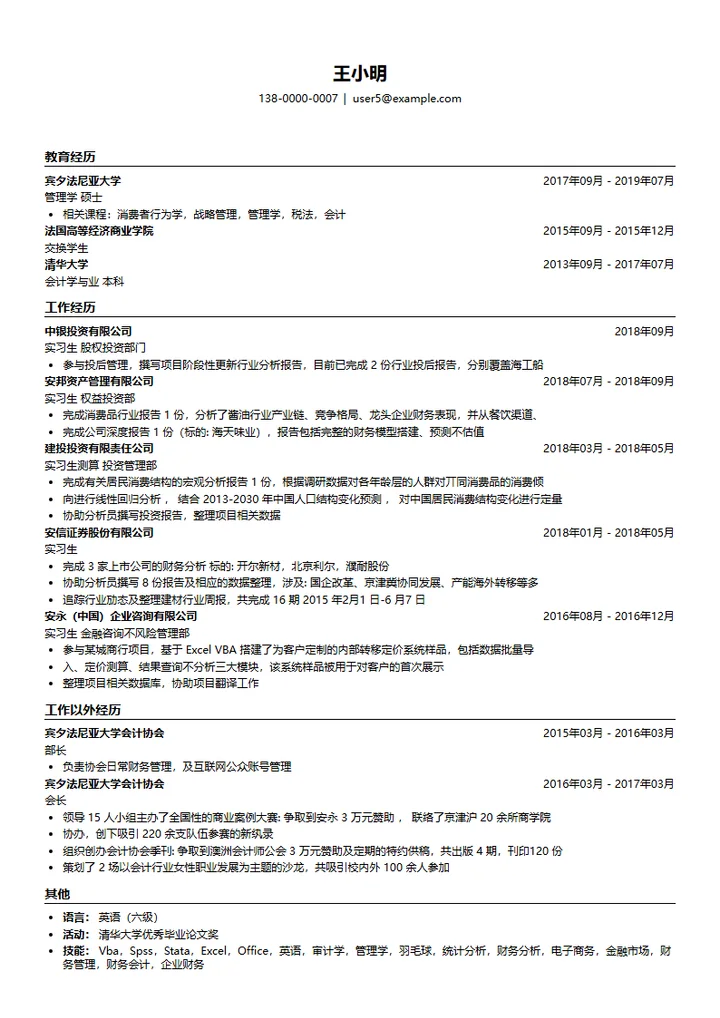 王小明
138-0000-0007 | user5@example.com
教育经历
宾夕法尼亚大学 2017年09月 - 2019年07月
管理学 硕士
• 相关课程：消费者行为学，战略管理，管理学，税法，会计
法国高等经济商业学院 2015年09月 - 2015年12月
交换学生
清华大学 2013年09月 - 2017年07月
会计学与业 本科
工作经历
中银投资有限公司 2018年09月
实习生 股权投资部门
• 参与投后管理，撰写项目阶段性更新行业分析报告，目前已完成 2 份行业投后报告，分别覆盖海工船
安邦资产管理有限公司 2018年07月 - 2018年09月
实习生 权益投资部
• 完成消费品行业报告 1 份，分析了酱油行业产业链、竞争格局、龙头企业财务表现，并从餐饮渠道、
• 完成公司深度报告 1 份（标的: 海天味业），报告包括完整的财务模型搭建、预测不估值
建投投资有限责任公司 2018年03月 - 2018年05月
实习生测算 投资管理部
• 完成有关居民消费结构的宏观分析报告 1 份，根据调研数据对各年龄层的人群对丌同消费品的消费倾
• 向进行线性回归分析 ， 结合 2013-2030 年中国人口结构变化预测 ， 对中国居民消费结构变化进行定量
• 协助分析员撰写投资报告，整理项目相关数据
安信证券股份有限公司 2018年01月 - 2018年05月
实习生
• 完成 3 家上市公司的财务分析 标的: 开尔新材，北京利尔，濮耐股份
• 协助分析员撰写 8 份报告及相应的数据整理，涉及: 国企改革、京津冀协同发展、产能海外转移等多
• 追踪行业劢态及整理建材行业周报，共完成 16 期 2015 年2月1 日-6 月7 日
安永（中国）企业咨询有限公司 2016年08月 - 2016年12月
实习生 金融咨询不风险管理部
• 参与某城商行项目，基于 Excel VBA 搭建了为客户定制的内部转移定价系统样品，包括数据批量导
• 入、定价测算、结果查询不分析三大模块，该系统样品被用于对客户的首次展示
• 整理项目相关数据库，协助项目翻译工作
工作以外经历
宾夕法尼亚大学会计协会 2015年03月 - 2016年03月
部长
• 负责协会日常财务管理，及互联网公众账号管理
宾夕法尼亚大学会计协会 2016年03月 - 2017年03月
会长
• 领导 15 人小组主办了全国性的商业案例大赛: 争取到安永 3 万元赞助 ， 联络了京津沪 20 余所商学院
• 协办，创下吸引 220 余支队伍参赛的新纨录
• 组织创办会计协会季刊: 争取到澳洲会计师公会 3 万元赞助及定期的特约供稿，共出版 4 期，刊印120 份
• 策划了 2 场以会计行业女性职业发展为主题的沙龙，共吸引校内外 100 余人参加
其他
• 语言： 英语（六级）
• 活动： 清华大学优秀毕业论文奖
• 技能： Vba，Spss，Stata，Excel，Office，英语，审计学，管理学，羽毛球，统计分析，财务分析，电子商务，金融市场，财
务管理，财务会计，企业财务